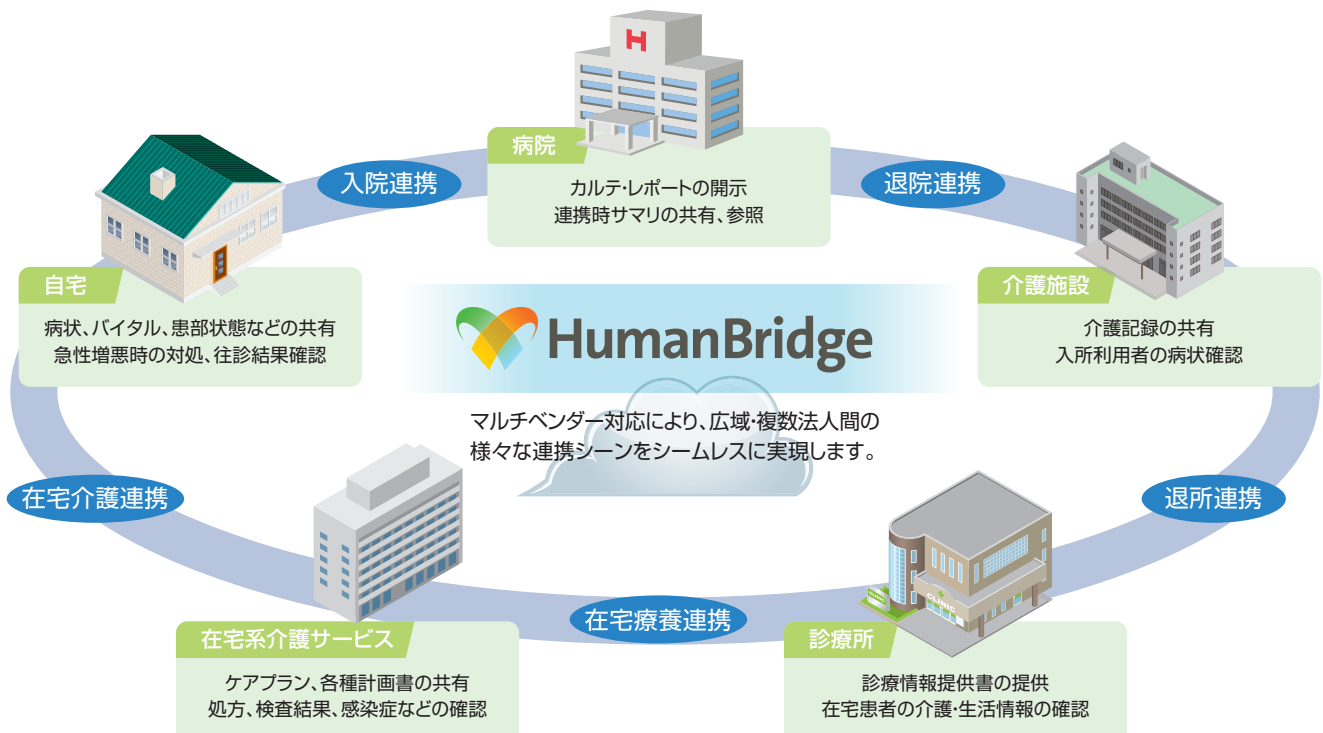 H
病院
カルテ・レポートの開示
連携時サマリの共有、参照
入院連携
退院連携
自宅
病状、バイタル、患部状態などの共有
急性増悪時の対処、往診結果確認
介護施設
介護記録の共有
入所利用者の病状確認
HumanBridge
マルチベンダー対応により、広域・複数法人間の
様々な連携シーンをシームレスに実現します。
在宅介護連携
退所連携
CLINIC
在宅療養連携
在宅系介護サービス
ケアプラン、各種計画書の共有
処方、検査結果、感染症などの確認
診療所
診療情報提供書の提供
在宅患者の介護・生活情報の確認